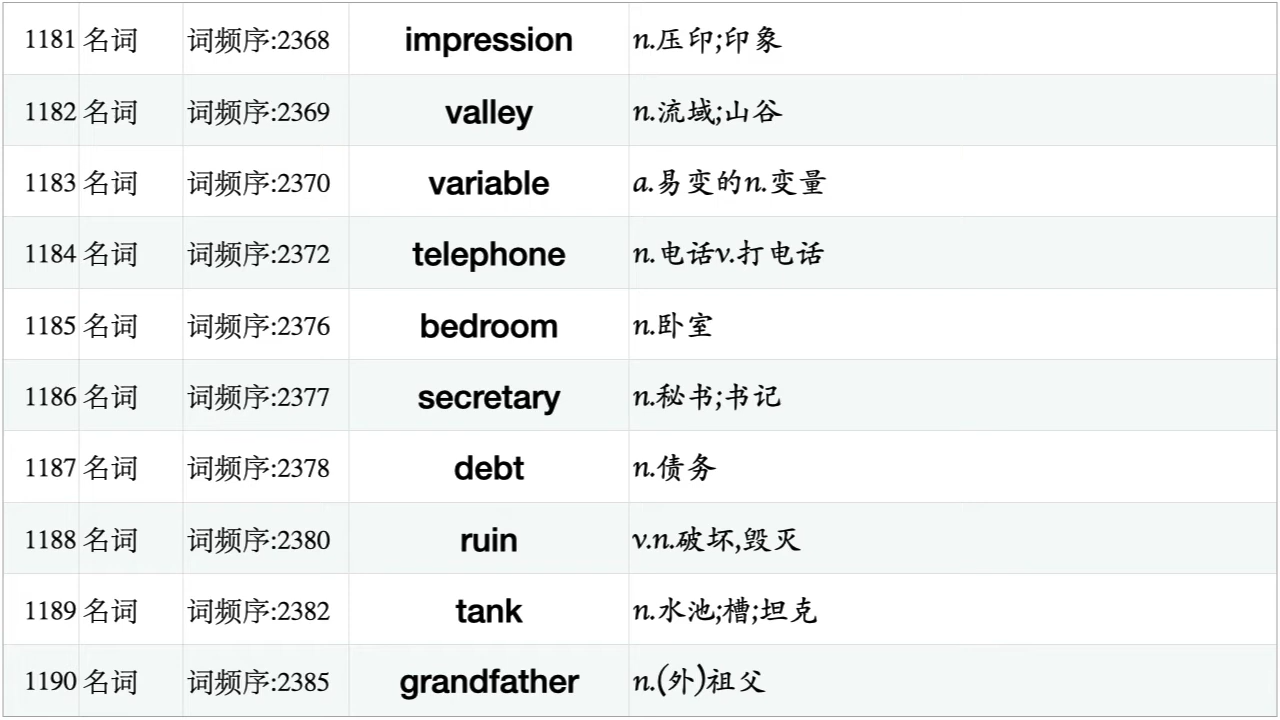 1181 名词 词频序:2368 impression n.压印;印象
1182 名词 词频序:2369 valley n.流域;山谷
1183 名词 词频序:2370 variable a.易变的n.变量
1184 名词 词频序:2372 telephone n.电话v.打电话
1185 名词 词频序:2376 bedroom n.卧室
1186 名词 词频序:2377 secretary n.秘书;书记
1187 名词 词频序:2378 debt n.债务
1188 名词 词频序:2380 ruin v.n.破坏,毁灭
1189 名词 词频序:2382 tank n.水池;槽;坦克
1190 名词 词频序:2385 grandfather n.(外)祖父